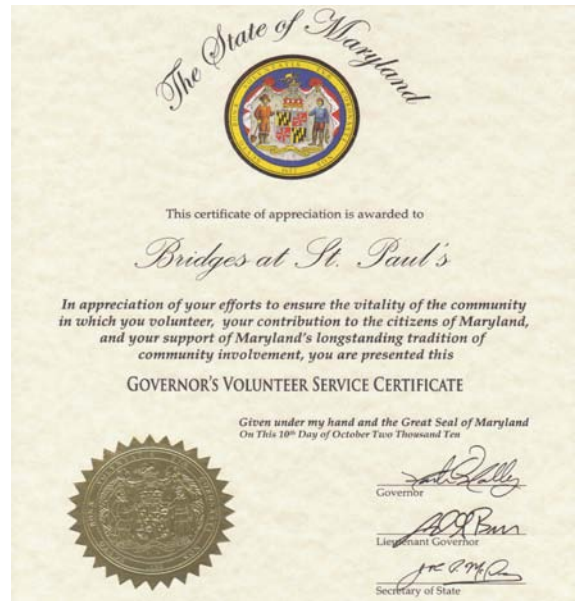 The State of Maryland
This certificate of appreciation is awarded to
Bridges at St. Paul's
In appreciation of your efforts to ensure the vitality of the community
in which you volunteer, your contribution to the citizens of Maryland,
and your support of Maryland's longstanding tradition of
community involvement, you are presented this
GOVERNOR'S VOLUNTEER SERVICE CERTIFICATE
Given under my hand and the Great Seal of Maryland
On This 10th Day of October Two Thousand Ten
Governor
Lieutenant Governor
Secretary of State